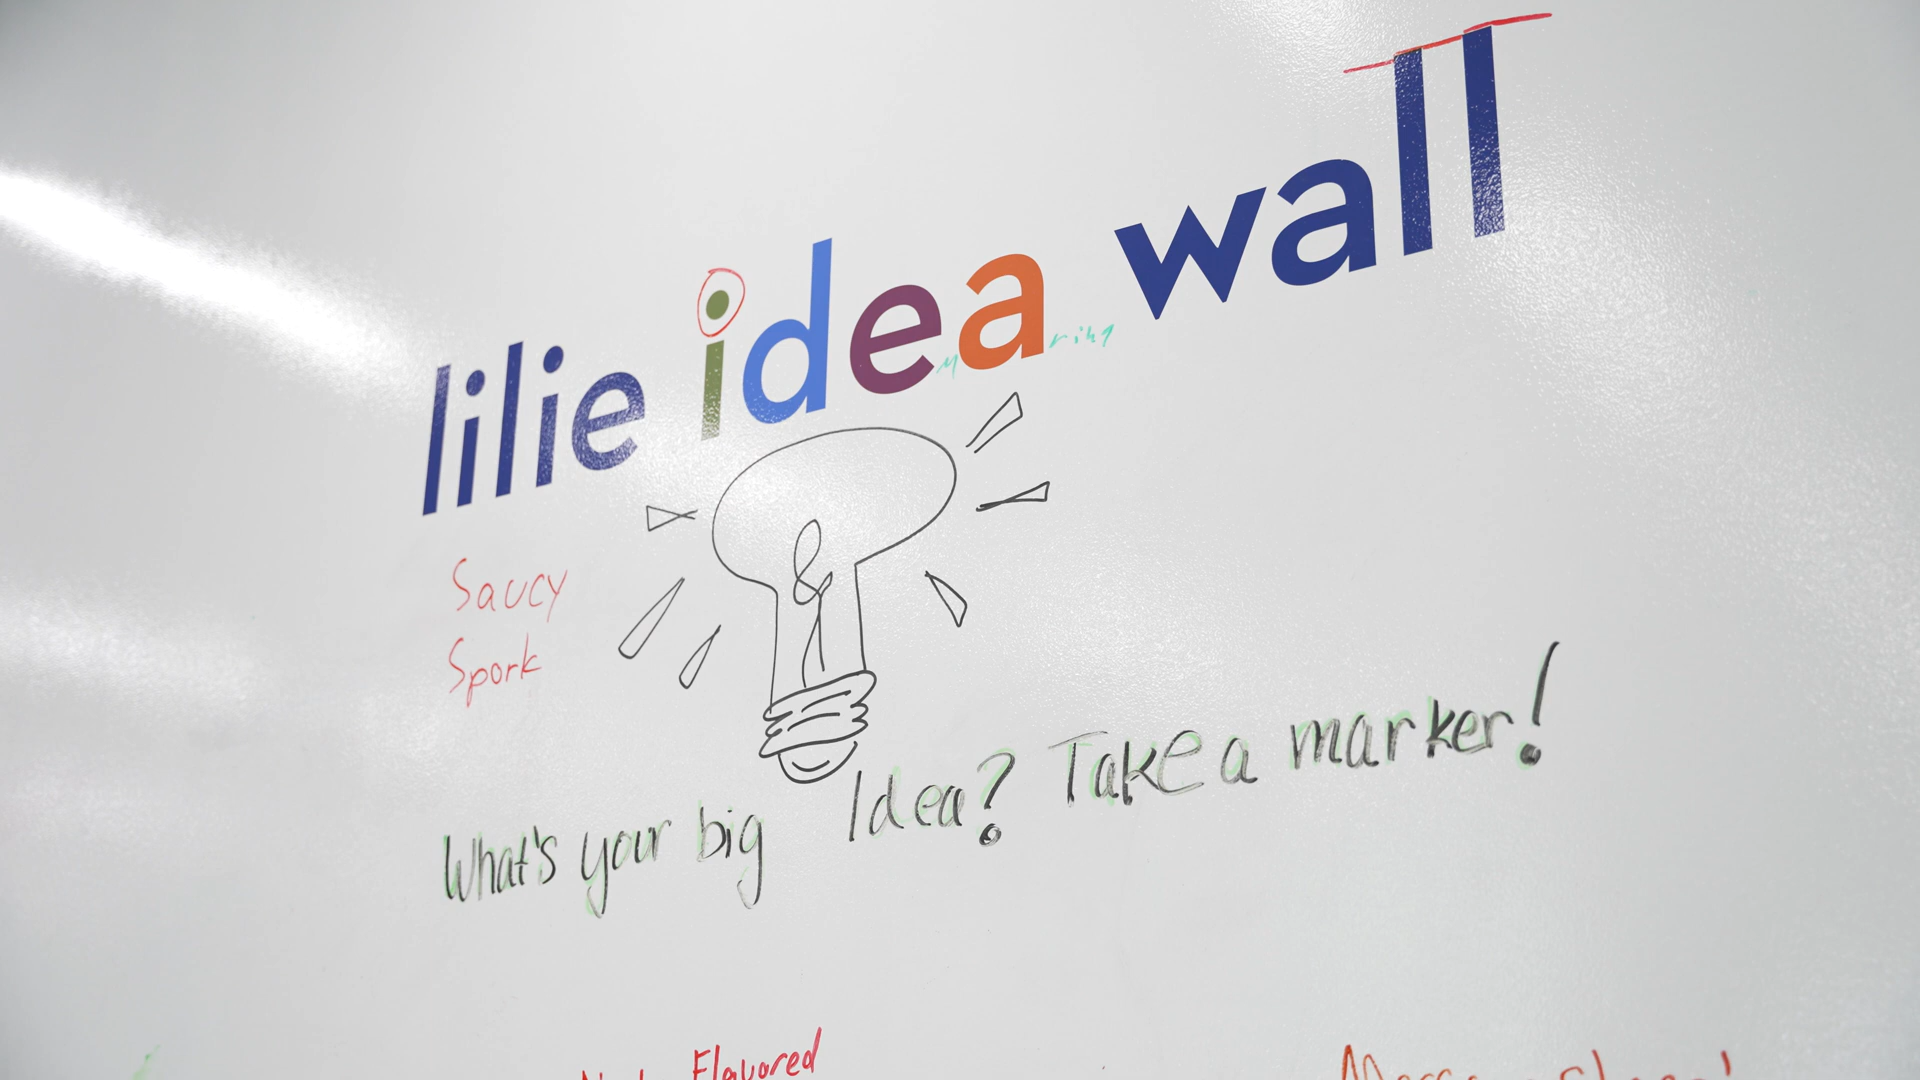 lilie idea wall
Saucy
Spork
What's your big Idea? Take a marker!
Flavored